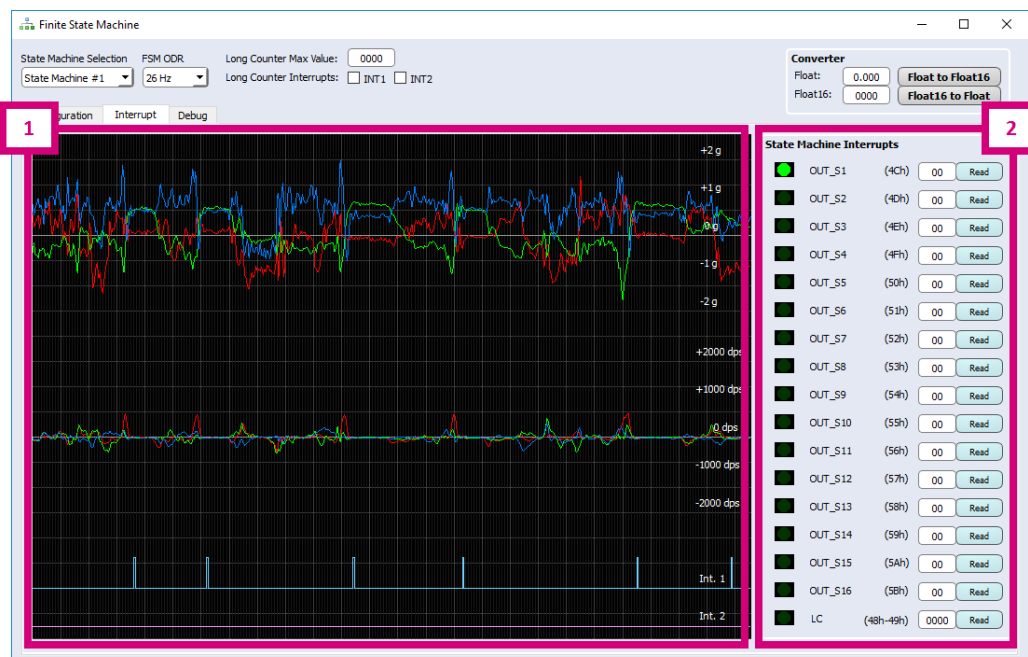 Finite State Machine
State Machine Selection FSM ODR Long Counter Max Value: 0000
State Machine #1 26 Hz Long Counter Interrupts: INT1 INT2
Converter
Float: 0.000 Float to Float16
Float16: 0000 Float16 to Float
guration Interrupt Debug
1
2
+2 g
+1 g
0 g
-1 g
-2 g
+2000 dps
+1000 dps
0 dps
-1000 dps
-2000 dps
Int. 1
Int. 2
State Machine Interrupts
OUT_S1 (4Ch) 00 Read
OUT_S2 (4Dh) 00 Read
OUT_S3 (4Eh) 00 Read
OUT_S4 (4Fh) 00 Read
OUT_S5 (50h) 00 Read
OUT_S6 (51h) 00 Read
OUT_S7 (52h) 00 Read
OUT_S8 (53h) 00 Read
OUT_S9 (54h) 00 Read
OUT_S10 (55h) 00 Read
OUT_S11 (56h) 00 Read
OUT_S12 (57h) 00 Read
OUT_S13 (58h) 00 Read
OUT_S14 (59h) 00 Read
OUT_S15 (5Ah) 00 Read
OUT_S16 (5Bh) 00 Read
LC (48h-49h) 0000 Read